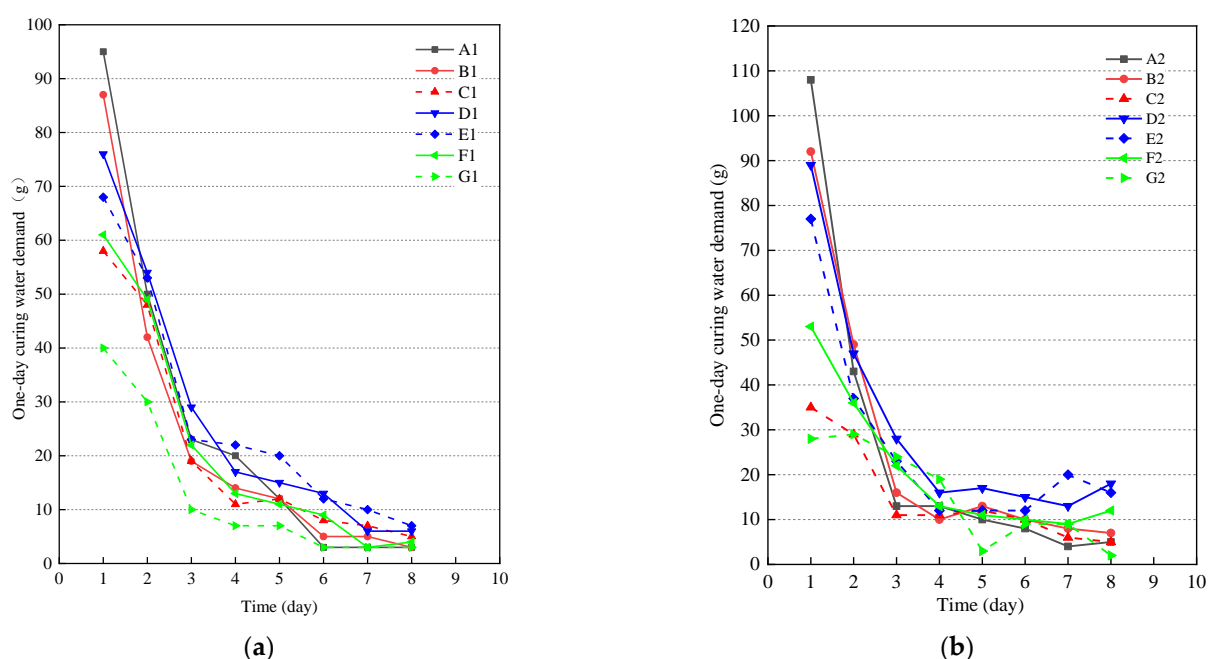 100
90
80
70
60
50
40
30
20
10
0
0 1 2 3 4 5 6 7 8 9 10
One-day curing water demand（g）
Time (day)
A1
B1
C1
D1
E1
F1
G1
(a)
120
110
100
90
80
70
60
50
40
30
20
10
0
0 1 2 3 4 5 6 7 8 9 10
One-day curing water demand (g)
Time (day)
A2
B2
C2
D2
E2
F2
G2
(b)